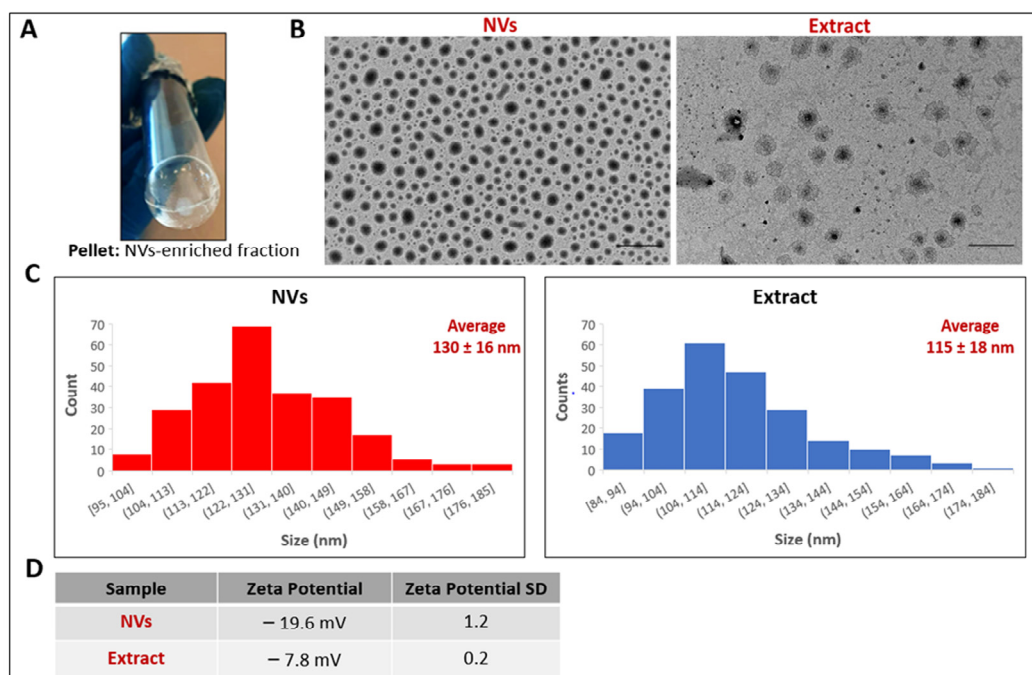 A
Pellet: NVs-enriched fraction
B
NVs
Extract
C
NVs
Average
130 ± 16 nm
Count
70
60
50
40
30
20
10
0
[95, 104]
(104, 113]
(113, 122]
(122, 131]
(131, 140]
(140, 149]
(149, 158]
(158, 167]
(167, 176]
(176, 185]
Size (nm)
Extract
Average
115 ± 18 nm
Counts
70
60
50
40
30
20
10
0
[84, 94]
(94, 104]
(104, 114]
(114, 124]
(124, 134]
(134, 144]
(144, 154]
(154, 164]
(164, 174]
(174, 184]
Size (nm)
D
Sample Zeta Potential Zeta Potential SD
NVs – 19.6 mV 1.2
Extract – 7.8 mV 0.2